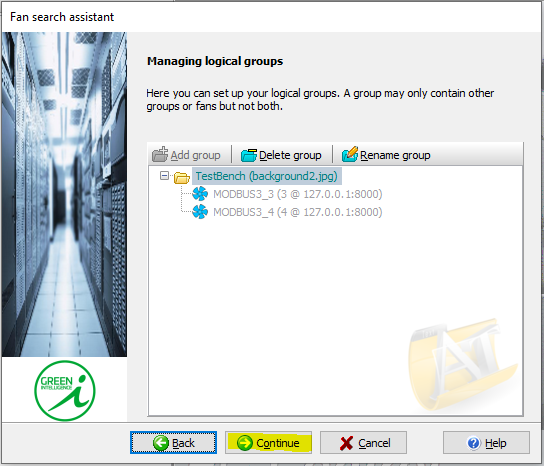 Fan search assistant
Managing logical groups
Here you can set up your logical groups. A group may only contain other
groups or fans but not both.
Add group Delete group Rename group
TestBench (background2.jpg)
MODBUS3_3 (3 @ 127.0.0.1:8000)
MODBUS3_4 (4 @ 127.0.0.1:8000)
GREEN
INTELLIGENCE
i
AI
Back Continue Cancel Help